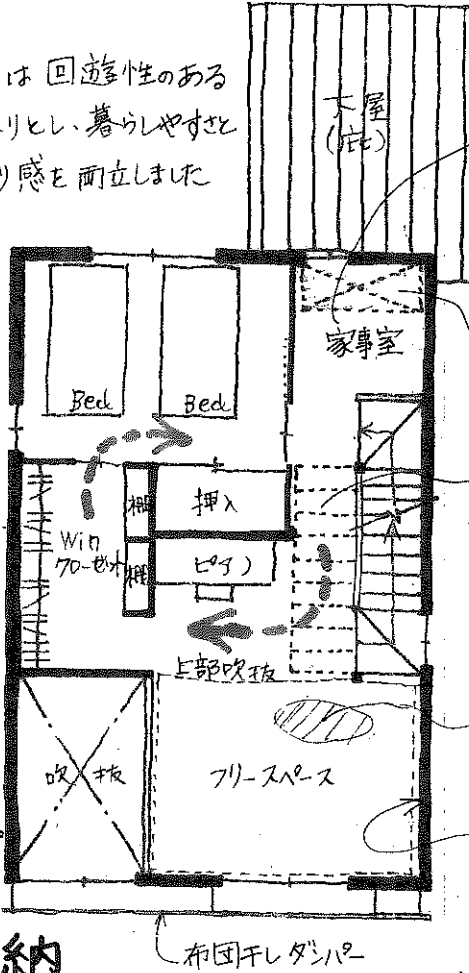 は 回遊性のある
りとし、暮らしやすさと
り感を 両立しました
下屋
(庇)
家事室
Bed
Bed
棚
押入
Win
クローゼット
棚
ピアノ
上部吹抜
吹抜
フリースペース
納
布団干しダンパー